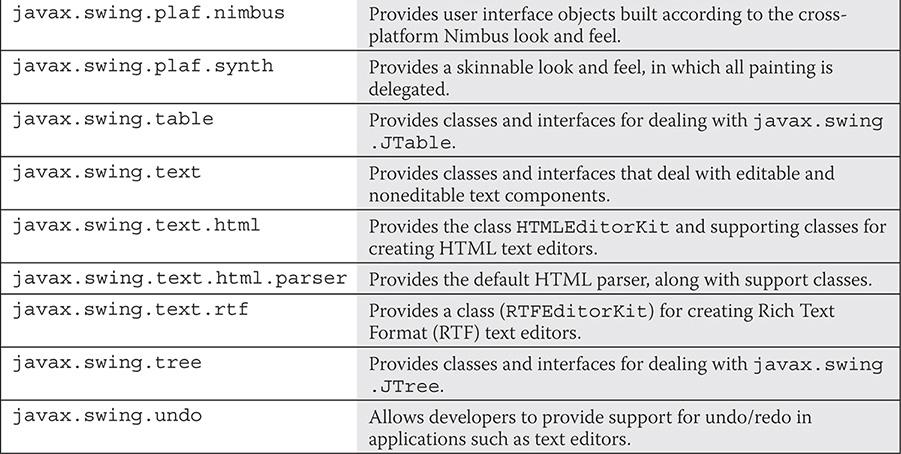 javax.swing.plaf.nimbus
Provides user interface objects built according to the cross-
platform Nimbus look and feel.
javax.swing.plaf.synth
Provides a skinnable look and feel, in which all painting is
delegated.
javax.swing.table
Provides classes and interfaces for dealing with javax.swing
.JTable.
javax.swing.text
Provides classes and interfaces that deal with editable and
noneditable text components.
javax.swing.text.html
Provides the class HTMLEditorKit and supporting classes for
creating HTML text editors.
javax.swing.text.html.parser
Provides the default HTML parser, along with support classes.
javax.swing.text.rtf
Provides a class (RTFEditorKit) for creating Rich Text
Format (RTF) text editors.
javax.swing.tree
Provides classes and interfaces for dealing with javax.swing
.JTree.
javax.swing.undo
Allows developers to provide support for undo/redo in
applications such as text editors.